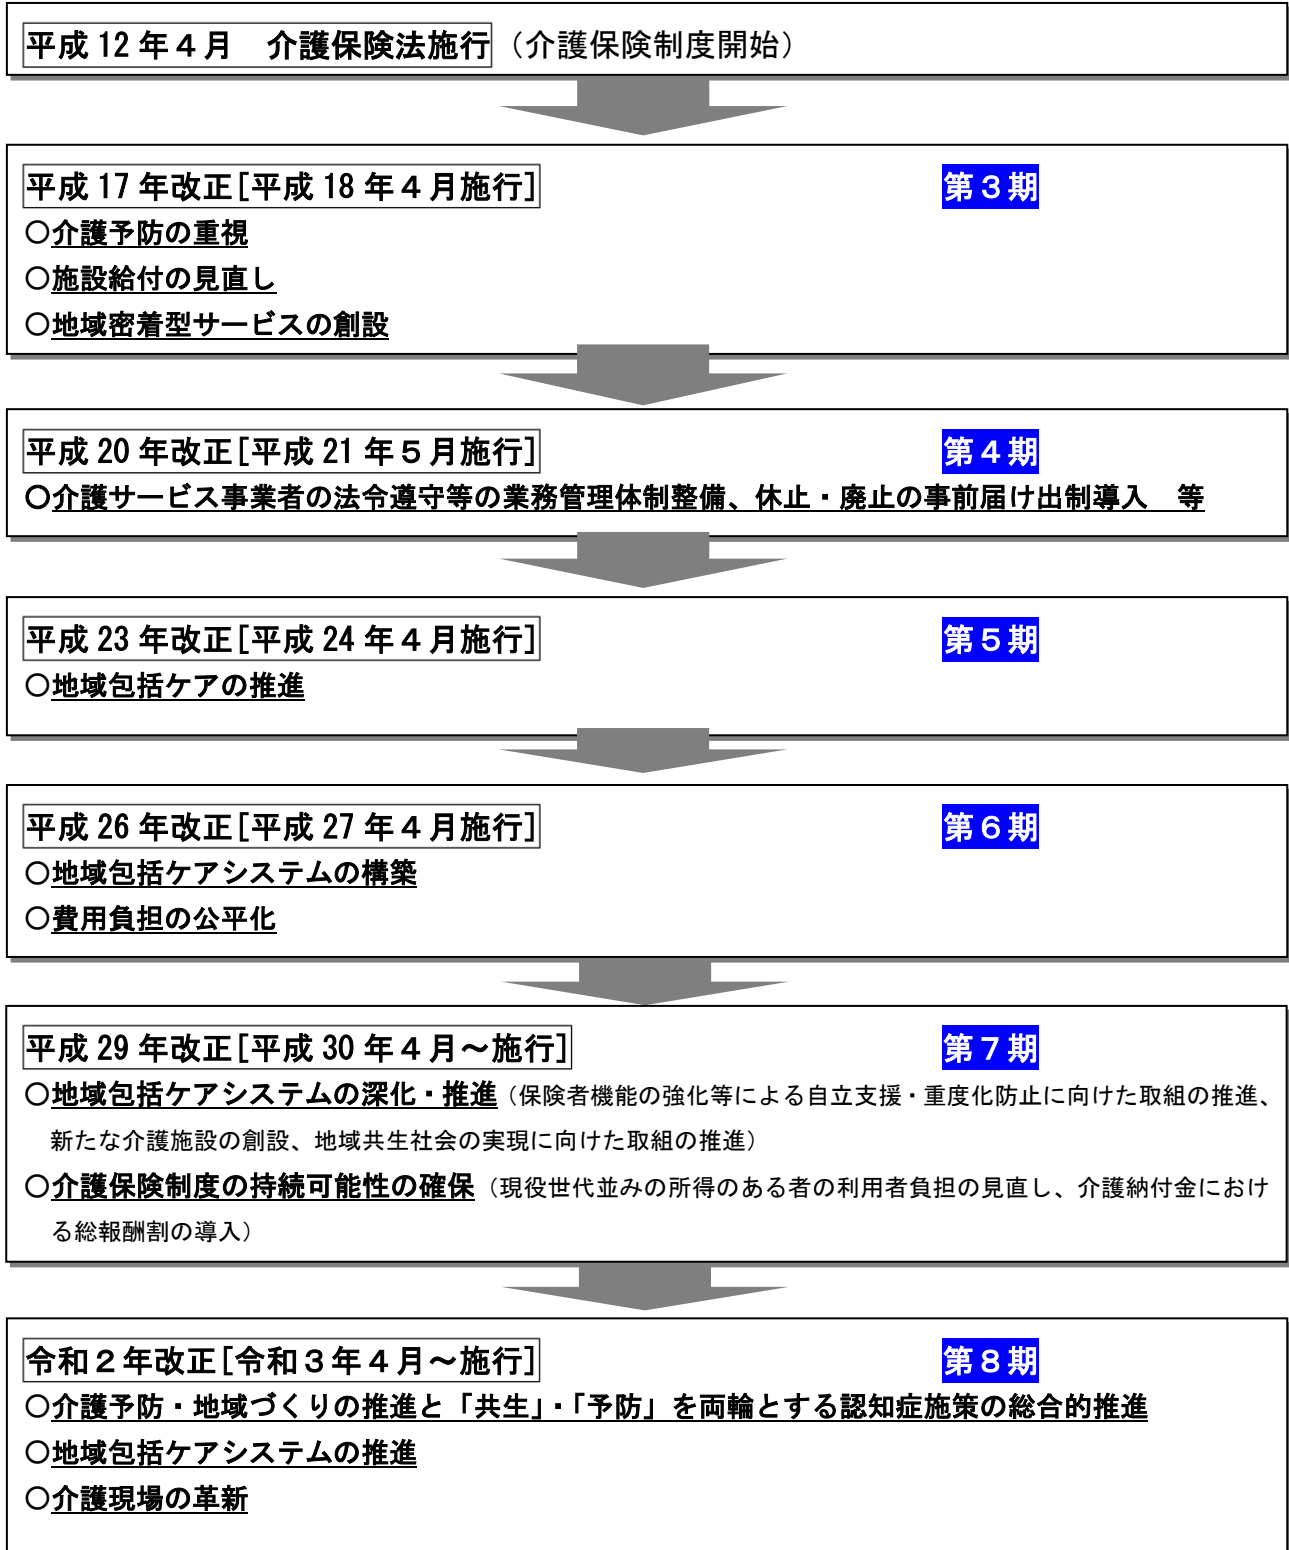 平成12年４月　介護保険法施行（介護保険制度開始）
平成17年改正[平成18年４月施行]　第３期
○介護予防の重視
○施設給付の見直し
○地域密着型サービスの創設
平成20年改正[平成21年５月施行]　第４期
○介護サービス事業者の法令遵守等の業務管理体制整備、休止・廃止の事前届け出制導入　等
平成23年改正[平成24年４月施行]　第５期
○地域包括ケアの推進
平成26年改正[平成27年４月施行]　第６期
○地域包括ケアシステムの構築
○費用負担の公平化
平成29年改正[平成30年４月～施行]　第７期
○地域包括ケアシステムの深化・推進（保険者機能の強化等による自立支援・重度化防止に向けた取組の推進、
新たな介護施設の創設、地域共生社会の実現に向けた取組の推進）
○介護保険制度の持続可能性の確保（現役世代並みの所得のある者の利用者負担の見直し、介護納付金におけ
る総報酬割の導入）
令和２年改正[令和３年４月～施行]　第８期
○介護予防・地域づくりの推進と「共生」・「予防」を両輪とする認知症施策の総合的推進
○地域包括ケアシステムの推進
○介護現場の革新